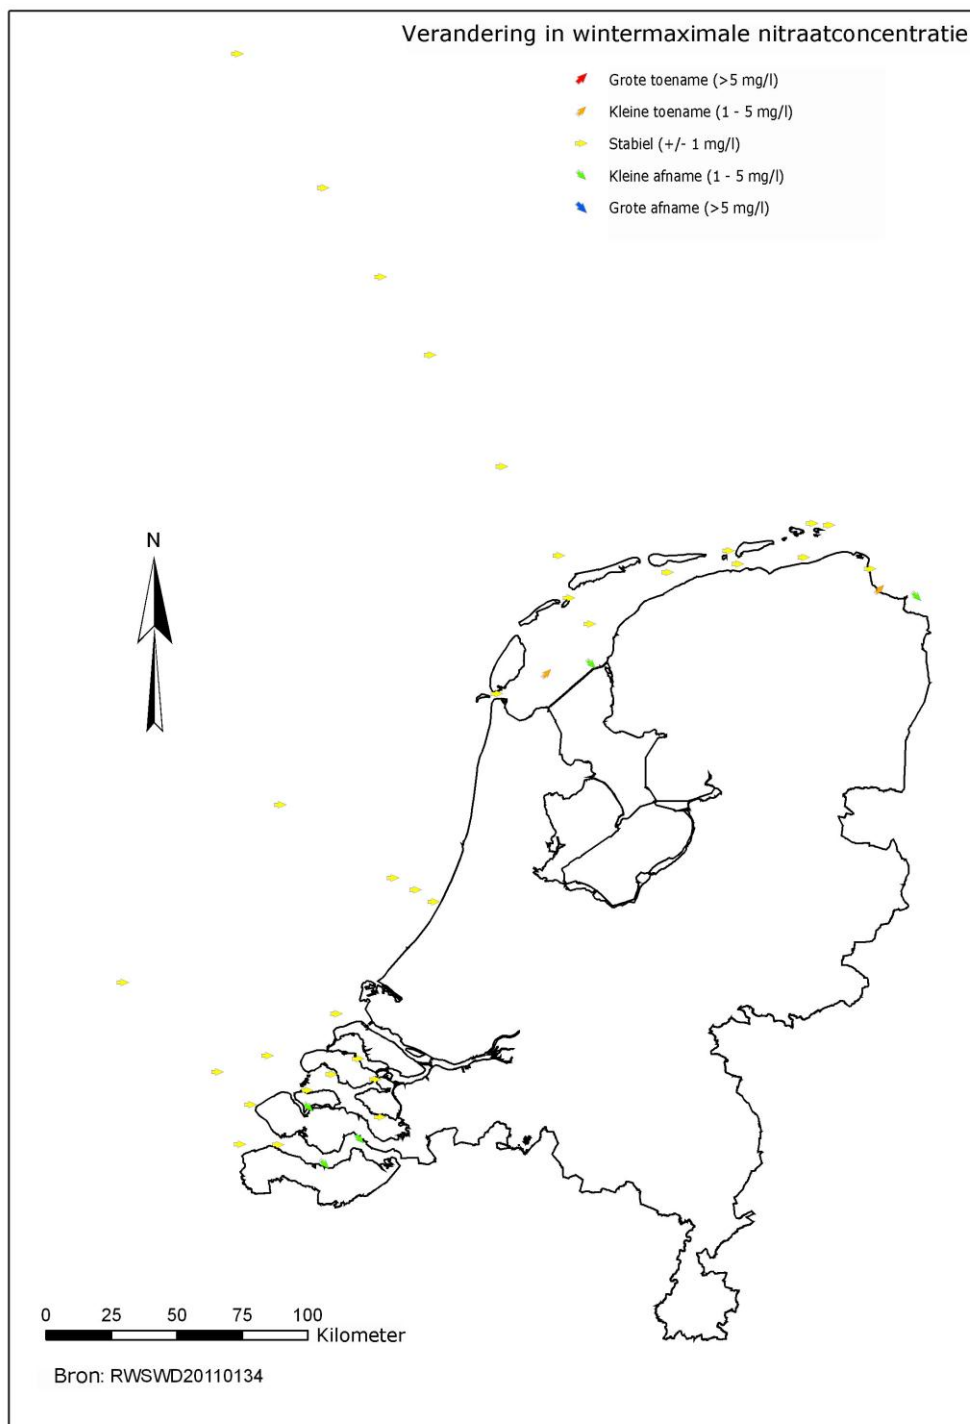 Verandering in wintermaximale nitraatconcentratie
Grote toename (>5 mg/l)
Kleine toename (1 - 5 mg/l)
Stabiel (+/- 1 mg/l)
Kleine afname (1 - 5 mg/l)
Grote afname (>5 mg/l)
N
0 25 50 75 100
Kilometer
Bron: RWSWD20110134